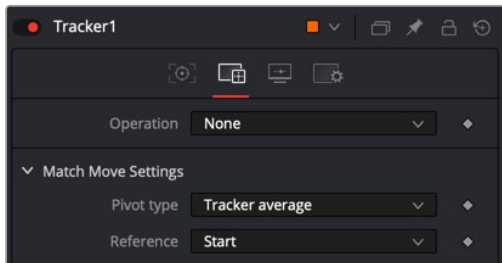 Tracker1
Operation None
Match Move Settings
Pivot type Tracker average
Reference Start